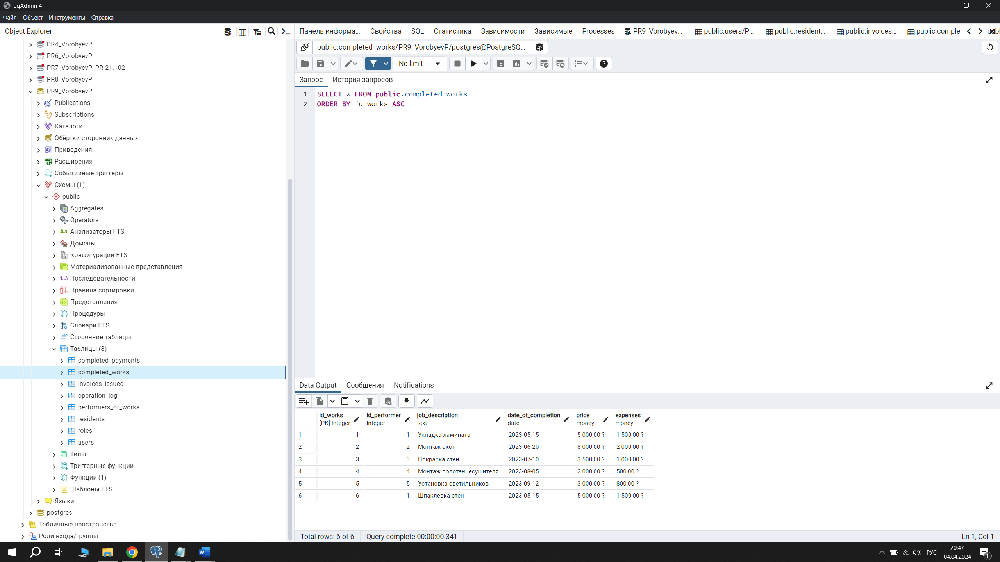 pgAdmin 4
Файл Объект Инструменты Справка
Object Explorer
PR4_VorobyevP
PR6_VorobyevP
PR7_VorobyevP_PR-21.102
PR8_VorobyevP
PR9_VorobyevP
Publications
Subscriptions
Каталоги
Обёртки сторонних данных
Приведения
Расширения
Событийные триггеры
Схемы (1)
public
Aggregates
Operators
Aa Анализаторы FTS
Домены
Конфигурации FTS
Материализованные представления
1..3 Последовательности
Правила сортировки
Представления
Процедуры
Словари FTS
Сторонние таблицы
Таблицы (8)
completed_payments
completed_works
invoices_issued
operation_log
performers_of_works
residents
roles
users
Типы
Триггерные функции
Функции (1)
Шаблоны FTS
Языки
postgres
Табличные пространства
Роли входа/группы
Панель информа... Свойства SQL Статистика Зависимости Зависимые Processes PR9_Vorobyev... public.users/P... public.resident... public.invoices... public.comple
public.completed_works/PR9_VorobyevP/postgres@PostgreSQ...
No limit
E
Запрос История запросов
1 SELECT * FROM public.completed_works
2 ORDER BY id_works ASC
Data Output Сообщения Notifications
id_works id_performer job_description date_of_completion price expenses
[PK] integer integer text date money money
1 1 1 Укладка ламината 2023-05-15 5 000,00 ? 1 500,00 ?
2 2 2 Монтаж окон 2023-06-20 8 000,00 ? 2 000,00 ?
3 3 3 Покраска стен 2023-07-10 3 500,00 ? 1 000,00 ?
4 4 4 Монтаж полотенцесушителя 2023-08-05 2 000,00 ? 500,00 ?
5 5 5 Установка светильников 2023-09-12 3 000,00 ? 800,00 ?
6 6 1 Шпаклевка стен 2023-05-15 5 000,00 ? 1 500,00 ?
Total rows: 6 of 6 Query complete 00:00:00.341 Ln 1, Col 1
РУС
20:47
04.04.2024
1